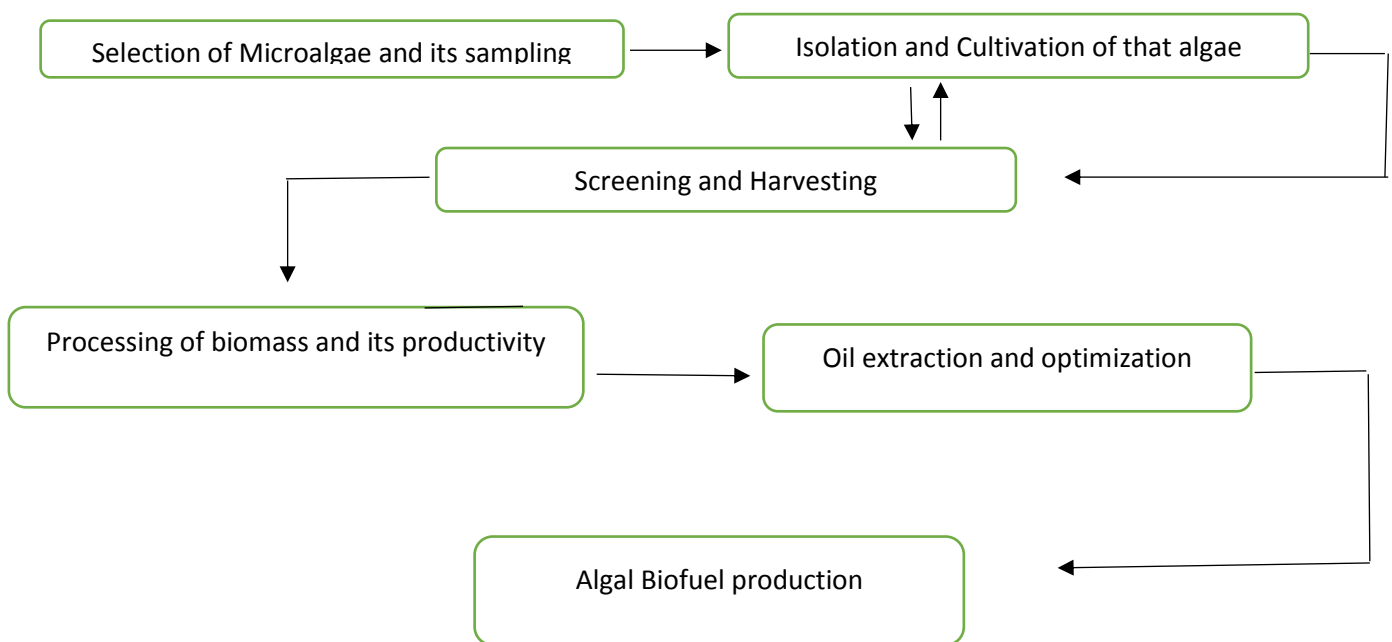 Selection of Microalgae and its sampling
Isolation and Cultivation of that algae
Screening and Harvesting
Processing of biomass and its productivity
Oil extraction and optimization
Algal Biofuel production